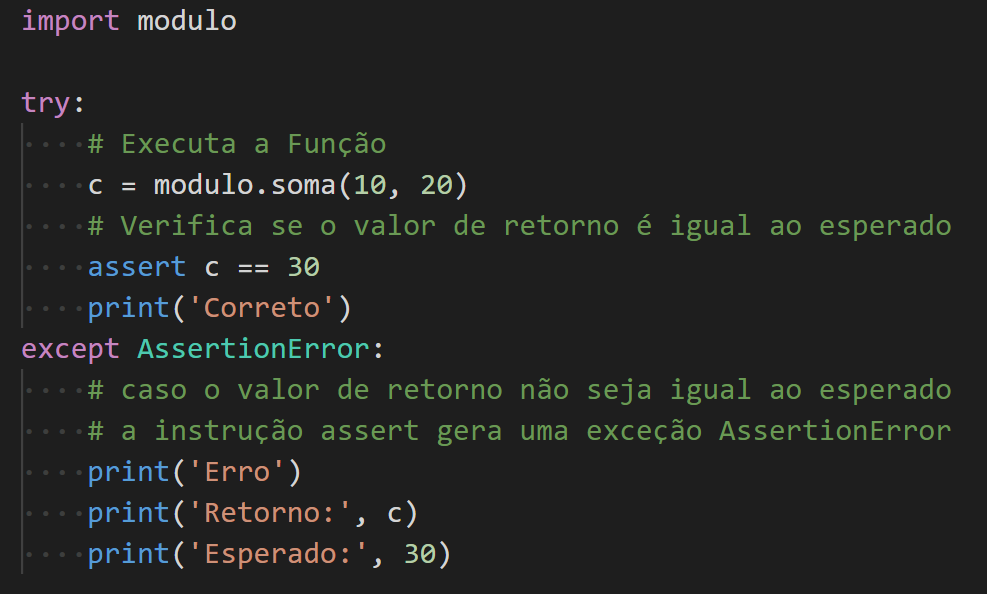 import modulo

try:
    # Executa a Função
    c = modulo.soma(10, 20)
    # Verifica se o valor de retorno é igual ao esperado
    assert c == 30
    print('Correto')
except AssertionError:
    # caso o valor de retorno não seja igual ao esperado
    # a instrução assert gera uma exceção AssertionError
    print('Erro')
    print('Retorno:', c)
    print('Esperado:', 30)